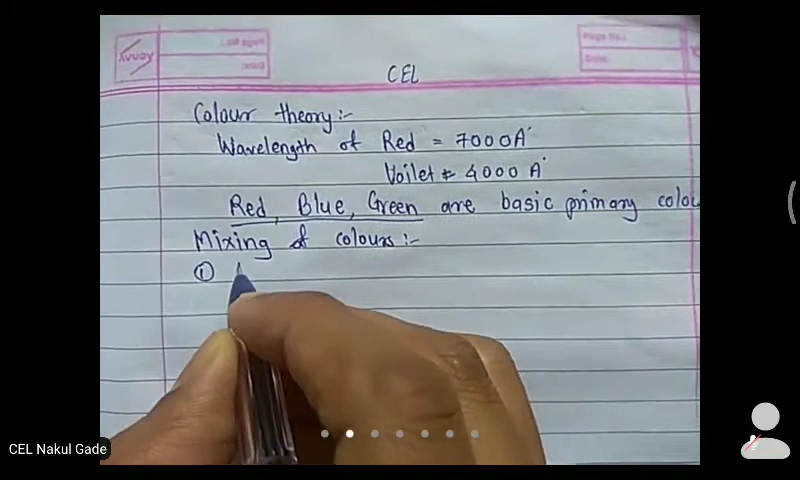 CEL
Colour theory:-
Wavelength of Red = 7000A°
Voilet = 4000 A°
Red, Blue, Green are basic primary colou
Mixing of colours:-
①
CEL Nakul Gade